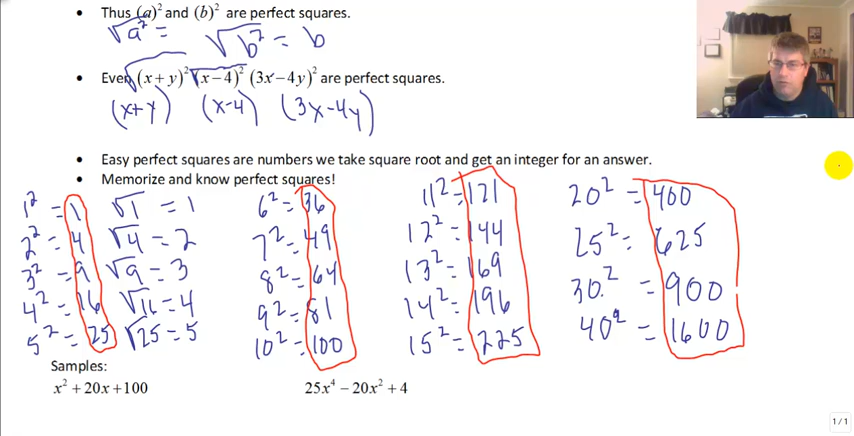 • Thus (a)² and (b)² are perfect squares.
√a² = √b² = b
• Even (x + y)² (x − 4)² (3x − 4y)² are perfect squares.
(x+y) (x-4) (3x-4y)
• Easy perfect squares are numbers we take square root and get an integer for an answer.
• Memorize and know perfect squares!
1² = 1 √1 = 1 6² = 36 11² = 121 20² = 400
2² = 4 √4 = 2 7² = 49 12² = 144 25² = 625
3² = 9 √9 = 3 8² = 64 13² = 169 30² = 900
4² = 16 √16 = 4 9² = 81 14² = 196 40² = 1600
5² = 25 √25 = 5 10² = 100 15² = 225
Samples:
x² + 20x + 100 25x⁴ − 20x² + 4
1/1